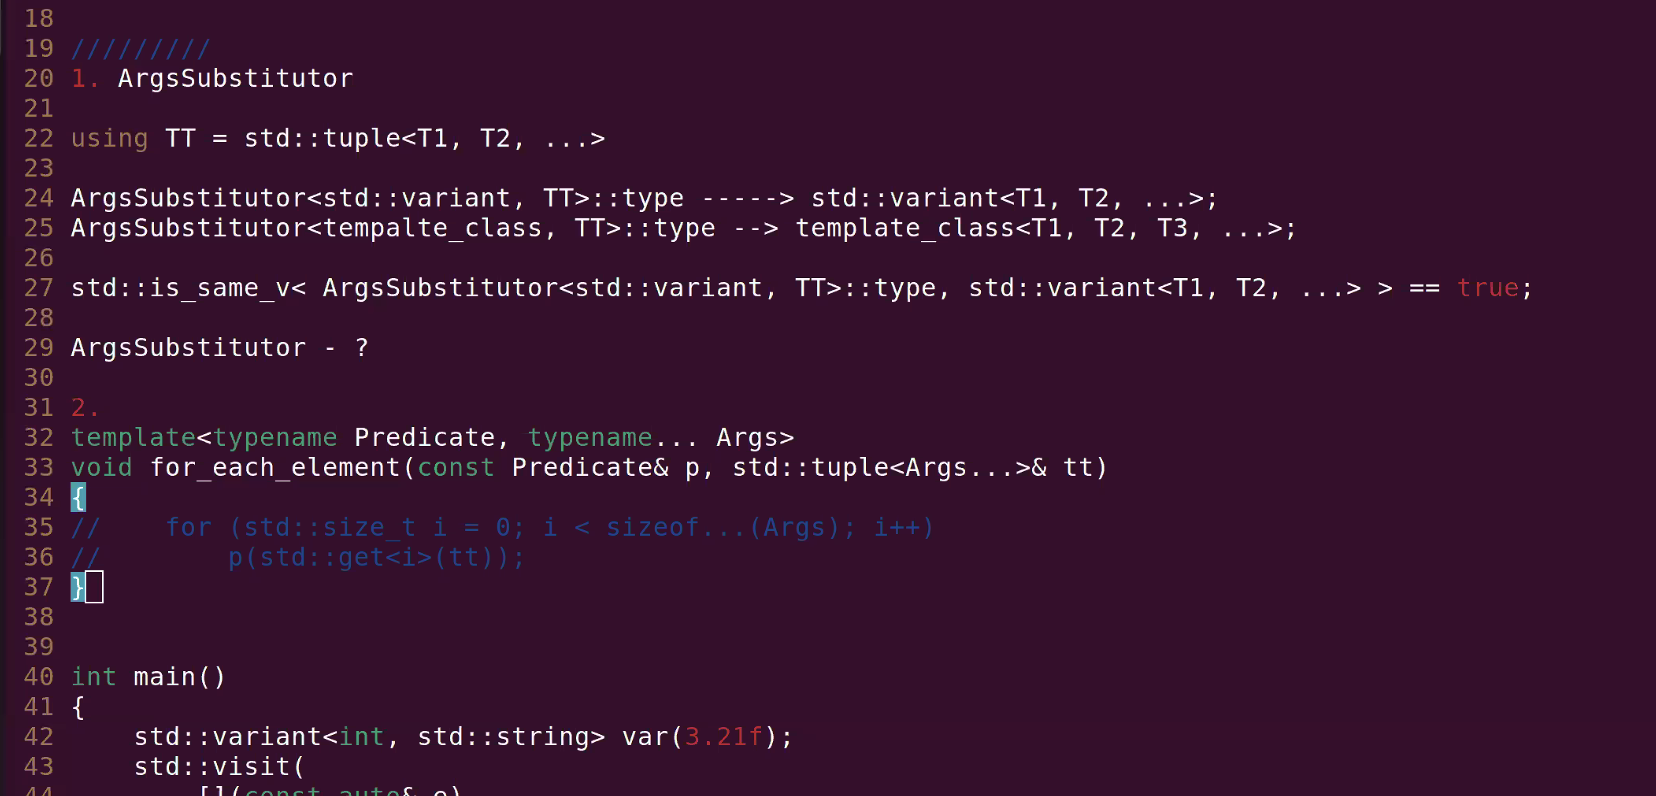 18
19 /////////
20 1. ArgsSubstitutor
21
22 using TT = std::tuple<T1, T2, ...>
23
24 ArgsSubstitutor<std::variant, TT>::type -----> std::variant<T1, T2, ...>;
25 ArgsSubstitutor<tempalte_class, TT>::type --> template_class<T1, T2, T3, ...>;
26
27 std::is_same_v< ArgsSubstitutor<std::variant, TT>::type, std::variant<T1, T2, ...> > == true;
28
29 ArgsSubstitutor - ?
30
31 2.
32 template<typename Predicate, typename... Args>
33 void for_each_element(const Predicate& p, std::tuple<Args...>& tt)
34 {
35 //    for (std::size_t i = 0; i < sizeof...(Args); i++)
36 //        p(std::get<i>(tt));
37 }
38
39
40 int main()
41 {
42     std::variant<int, std::string> var(3.21f);
43     std::visit(
44         [](const auto& e)